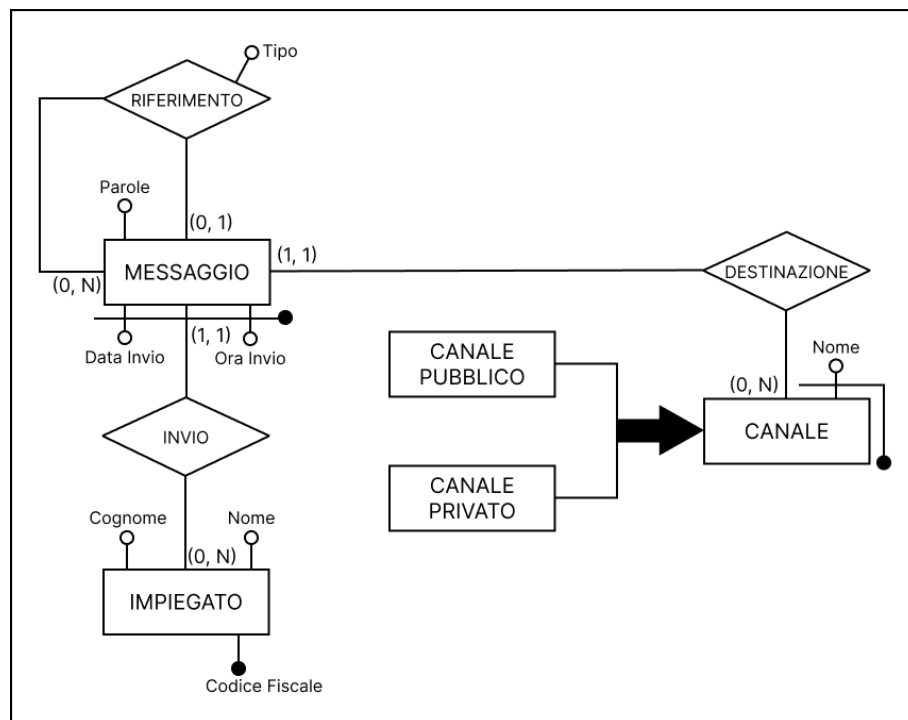 Tipo
RIFERIMENTO
Parole
(0, 1)
(1, 1)
MESSAGGIO
DESTINAZIONE
(0, N)
(1, 1)
Data Invio
Ora Invio
CANALE
PUBBLICO
Nome
(0, N)
CANALE
INVIO
CANALE
PRIVATO
Cognome
Nome
(0, N)
IMPIEGATO
Codice Fiscale